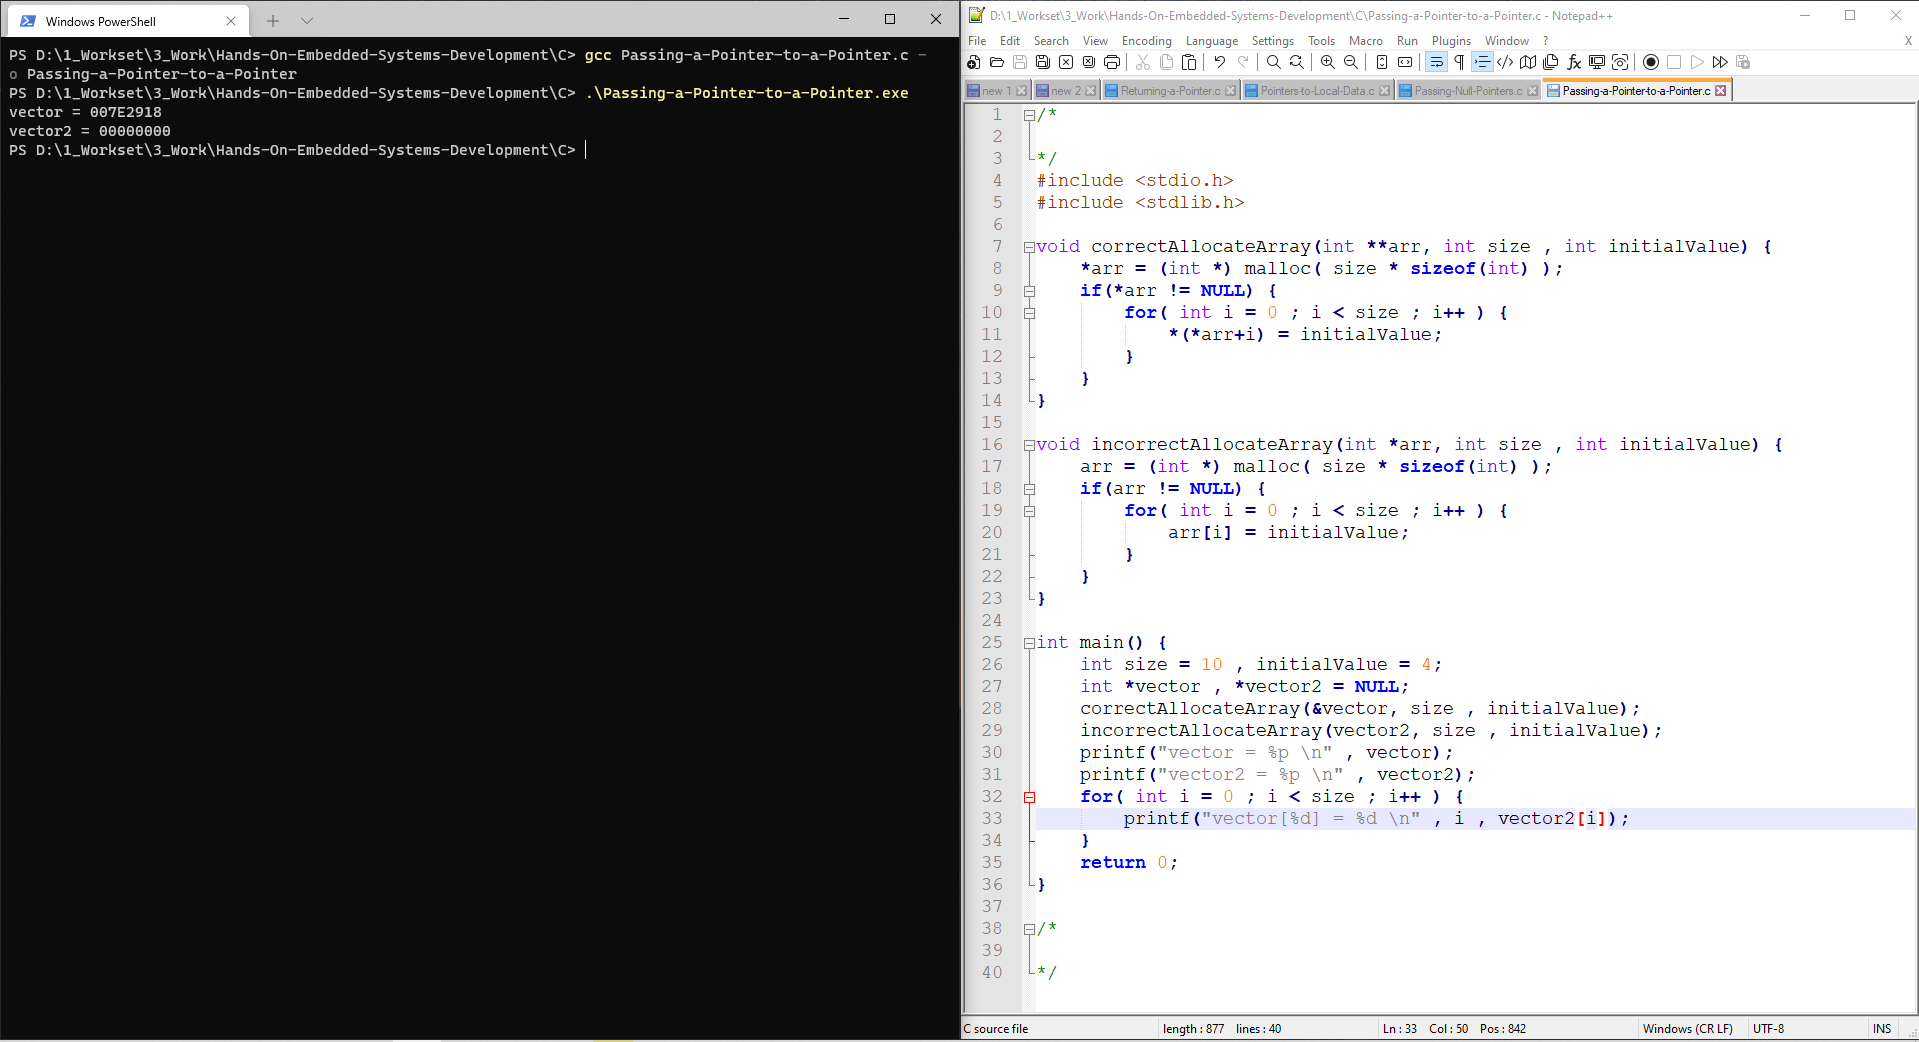 Windows PowerShell
PS D:\1_Workset\3_Work\Hands-On-Embedded-Systems-Development\C> gcc Passing-a-Pointer-to-a-Pointer.c -
o Passing-a-Pointer-to-a-Pointer
PS D:\1_Workset\3_Work\Hands-On-Embedded-Systems-Development\C> .\Passing-a-Pointer-to-a-Pointer.exe
vector = 007E2918
vector2 = 00000000
PS D:\1_Workset\3_Work\Hands-On-Embedded-Systems-Development\C>
D:\1_Workset\3_Work\Hands-On-Embedded-Systems-Development\C\Passing-a-Pointer-to-a-Pointer.c - Notepad++
File Edit Search View Encoding Language Settings Tools Macro Run Plugins Window ? X
new 1 new 2 Returning-a-Pointer.c Pointers-to-Local-Data.c Passing-Null-Pointers.c Passing-a-Pointer-to-a-Pointer.c
1 /*
2
3 */
4 #include <stdio.h>
5 #include <stdlib.h>
6
7 void correctAllocateArray(int **arr, int size , int initialValue) {
8 *arr = (int *) malloc( size * sizeof(int) );
9 if(*arr != NULL) {
10 for( int i = 0 ; i < size ; i++ ) {
11 *(*arr+i) = initialValue;
12 }
13 }
14 }
15
16 void incorrectAllocateArray(int *arr, int size , int initialValue) {
17 arr = (int *) malloc( size * sizeof(int) );
18 if(arr != NULL) {
19 for( int i = 0 ; i < size ; i++ ) {
20 arr[i] = initialValue;
21 }
22 }
23 }
24
25 int main() {
26 int size = 10 , initialValue = 4;
27 int *vector , *vector2 = NULL;
28 correctAllocateArray(&vector, size , initialValue);
29 incorrectAllocateArray(vector2, size , initialValue);
30 printf("vector = %p \n" , vector);
31 printf("vector2 = %p \n" , vector2);
32 for( int i = 0 ; i < size ; i++ ) {
33 printf("vector[%d] = %d \n" , i , vector2[i]);
34 }
35 return 0;
36 }
37
38 /*
39
40 */
C source file length : 877 lines : 40 Ln : 33 Col : 50 Pos : 842 Windows (CR LF) UTF-8 INS